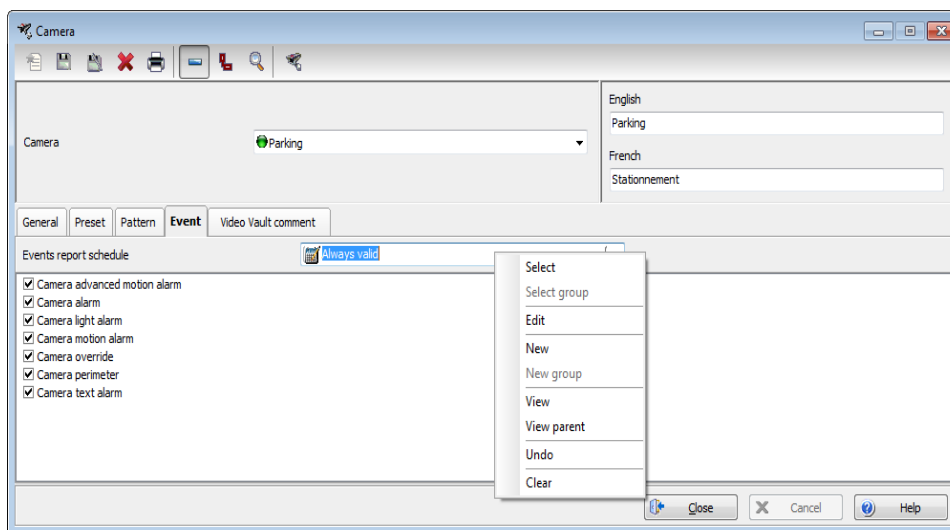 Camera
English
Parking
Camera
Parking
French
Stationnement
General Preset Pattern Event Video Vault comment
Events report schedule Always valid
Camera advanced motion alarm
Camera alarm
Camera light alarm
Camera motion alarm
Camera override
Camera perimeter
Camera text alarm
Select
Select group
Edit
New
New group
View
View parent
Undo
Clear
Close Cancel Help